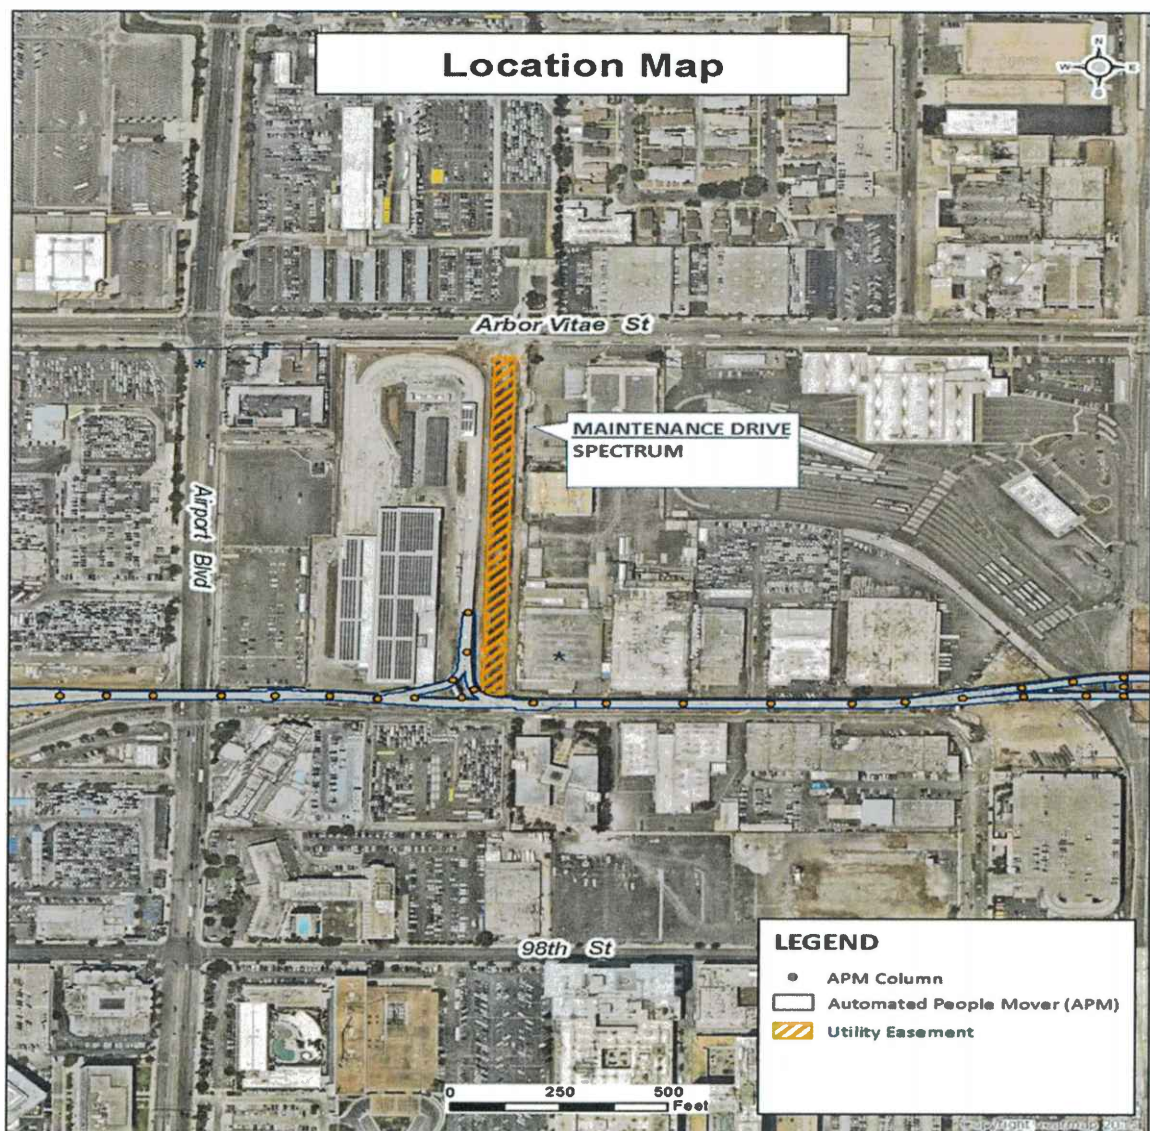 Location Map
N
W
E
S
Arbor Vitae St
MAINTENANCE DRIVE
SPECTRUM
Airport Blvd
98th St
LEGEND
APM Column
Automated People Mover (APM)
Utility Easement
0 250 500
Feet